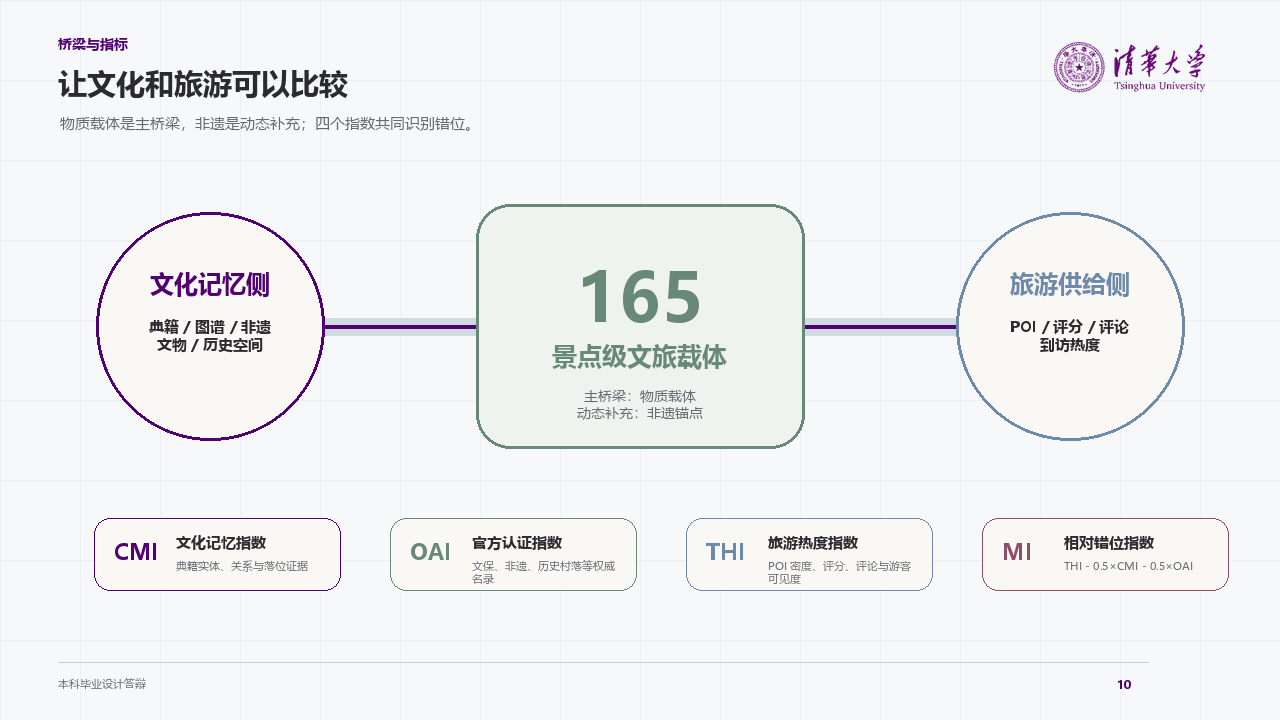 桥梁与指标
让文化和旅游可以比较
物质载体是主桥梁，非遗是动态补充；四个指数共同识别错位。
清华大学
Tsinghua University
文化记忆侧
典籍 / 图谱 / 非遗
文物 / 历史空间
165
景点级文旅载体
主桥梁：物质载体
动态补充：非遗锚点
旅游供给侧
POI / 评分 / 评论
到访热度
CMI
文化记忆指数
典籍实体、关系与落位证据
OAI
官方认证指数
文保、非遗、历史村落等权威
名录
THI
旅游热度指数
POI 密度、评分、评论与游客
可见度
MI
相对错位指数
THI - 0.5×CMI - 0.5×OAI
本科毕业设计答辩
10